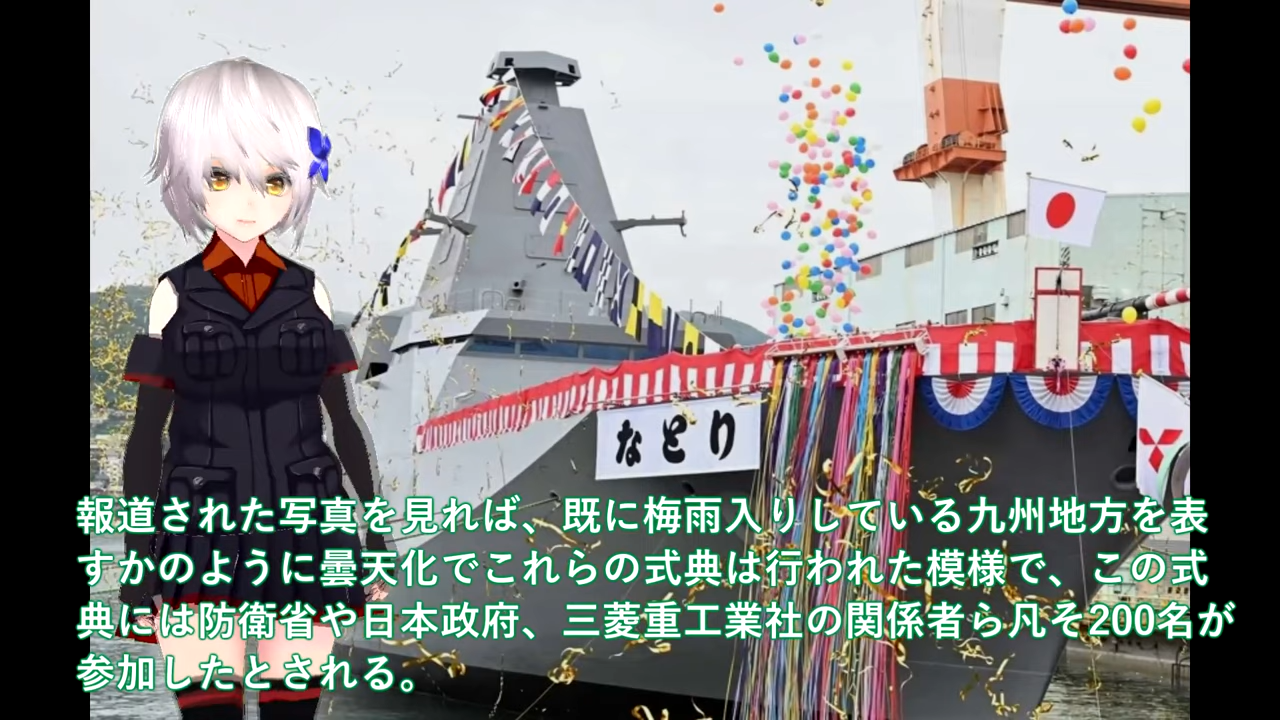 なとり
報道された写真を見れば、既に梅雨入りしている九州地方を表
すかのように曇天化でこれらの式典は行われた模様で、この式
典には防衛省や日本政府、三菱重工業社の関係者ら凡そ200名が
参加したとされる。